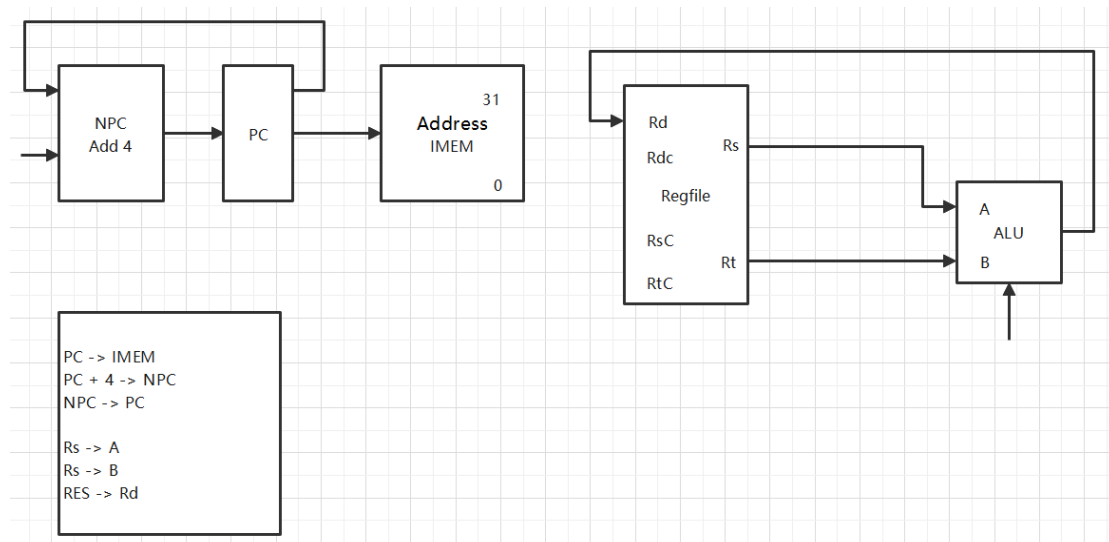 NPC
Add 4
PC
31
Address
IMEM
0
Rd
Rs
Rdc
Regfile
RsC
Rt
RtC
A
ALU
B
PC -> IMEM
PC + 4 -> NPC
NPC -> PC
Rs -> A
Rs -> B
RES -> Rd